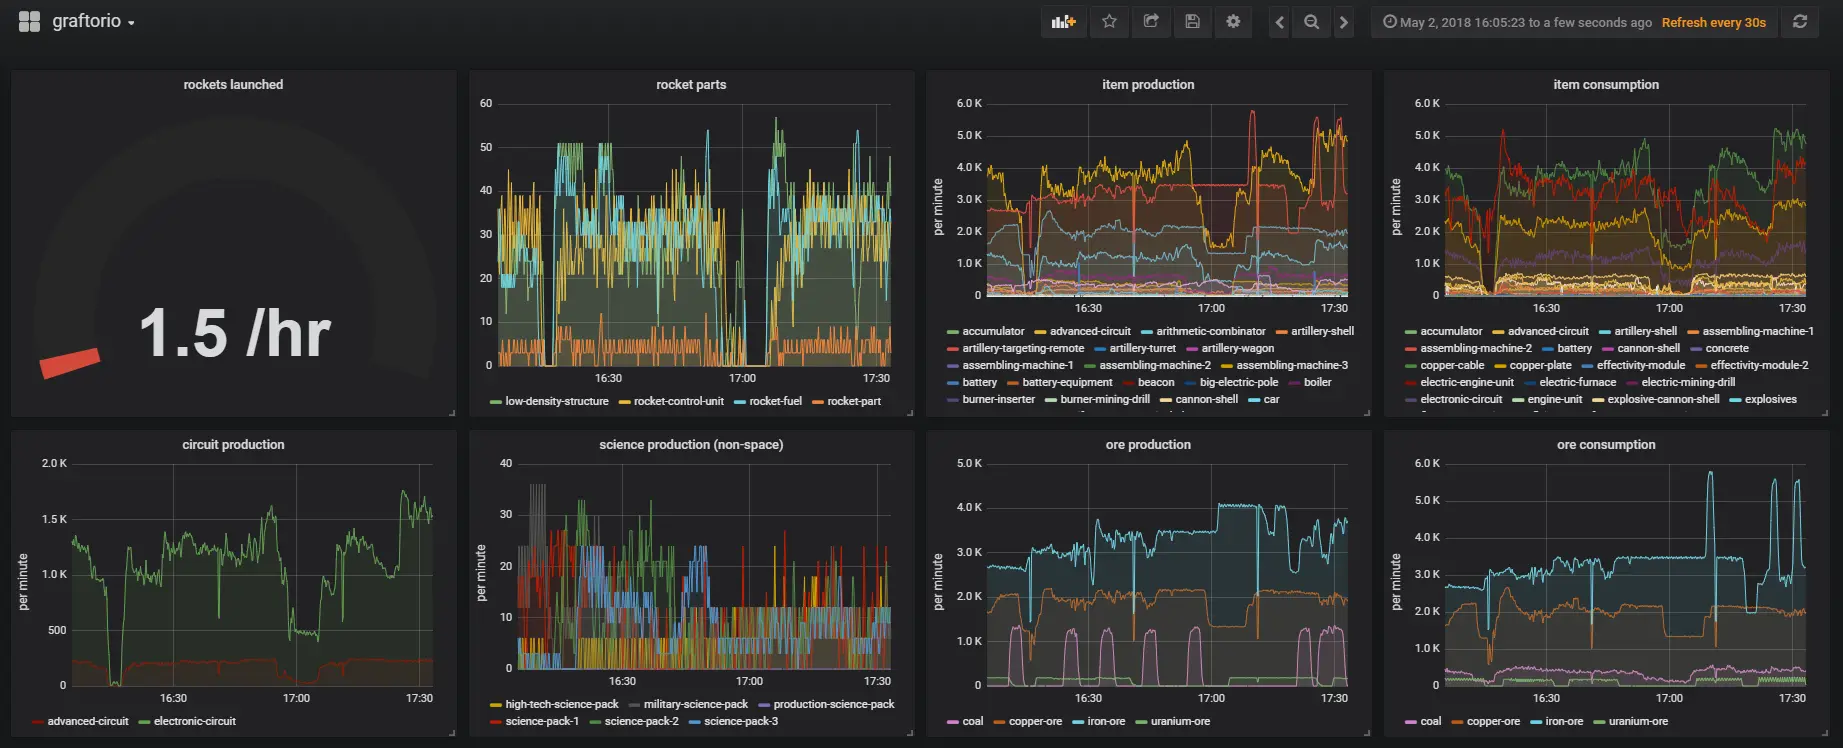 graftorio
May 2, 2018 16:05:23 to a few seconds ago Refresh every 30s
rockets launched
1.5 /hr
rocket parts
60
50
40
30
20
10
0
16:30 17:00 17:30
low-density-structure rocket-control-unit rocket-fuel rocket-part
item production
per minute
6.0 K
5.0 K
4.0 K
3.0 K
2.0 K
1.0 K
0
16:30 17:00 17:30
accumulator advanced-circuit arithmetic-combinator artillery-shell
artillery-targeting-remote artillery-turret artillery-wagon
assembling-machine-1 assembling-machine-2 assembling-machine-3
battery battery-equipment beacon big-electric-pole boiler
burner-inserter burner-mining-drill cannon-shell car
item consumption
per minute
6.0 K
5.0 K
4.0 K
3.0 K
2.0 K
1.0 K
0
16:30 17:00 17:30
accumulator advanced-circuit artillery-shell assembling-machine-1
assembling-machine-2 battery cannon-shell concrete
copper-cable copper-plate effectivity-module effectivity-module-2
electric-engine-unit electric-furnace electric-mining-drill
electronic-circuit engine-unit explosive-cannon-shell explosives
circuit production
per minute
2.0 K
1.5 K
1.0 K
500
0
16:30 17:00 17:30
advanced-circuit electronic-circuit
science production (non-space)
per minute
40
30
20
10
0
16:30 17:00 17:30
high-tech-science-pack military-science-pack production-science-pack
science-pack-1 science-pack-2 science-pack-3
ore production
per minute
5.0 K
4.0 K
3.0 K
2.0 K
1.0 K
0
16:30 17:00 17:30
coal copper-ore iron-ore uranium-ore
ore consumption
per minute
6.0 K
5.0 K
4.0 K
3.0 K
2.0 K
1.0 K
0
16:30 17:00 17:30
coal copper-ore iron-ore uranium-ore